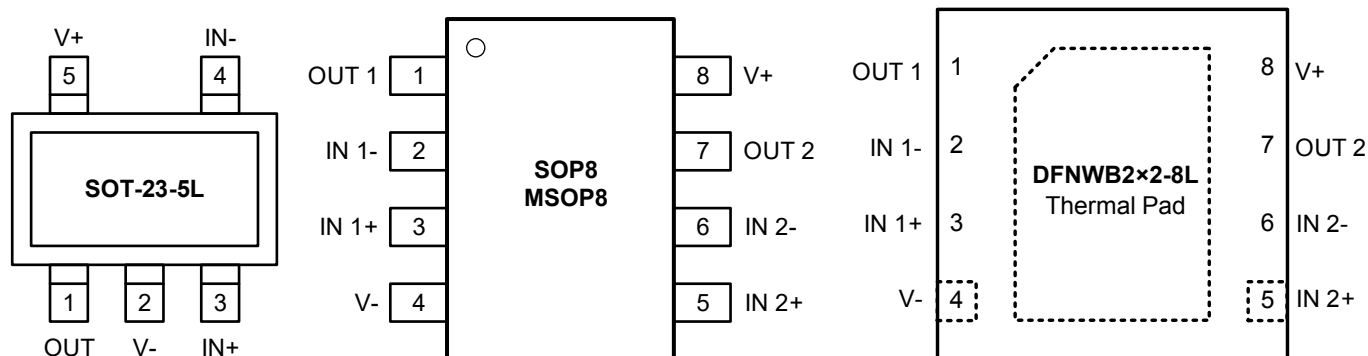 V+ IN-
5 4
SOT-23-5L
1 2 3
OUT V- IN+
OUT 1 1 8 V+
IN 1- 2 7 OUT 2
SOP8
MSOP8
IN 1+ 3 6 IN 2-
V- 4 5 IN 2+
OUT 1 1 8 V+
IN 1- 2 7 OUT 2
DFNWB2×2-8L
Thermal Pad
IN 1+ 3 6 IN 2-
V- 4 5 IN 2+